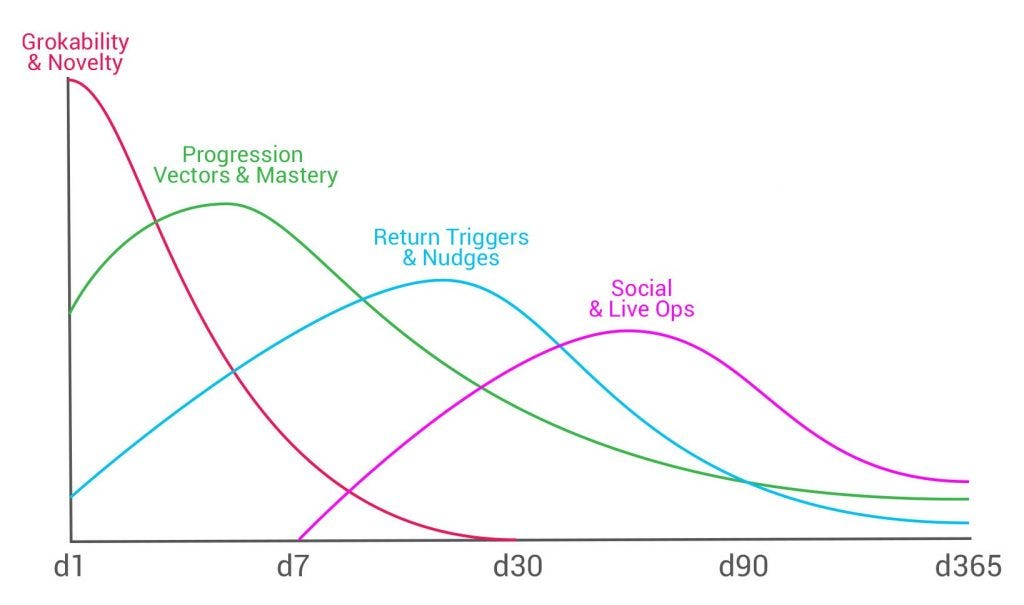 Grokability
& Novelty
Progression
Vectors & Mastery
Return Triggers
& Nudges
Social
& Live Ops
d1
d7
d30
d90
d365